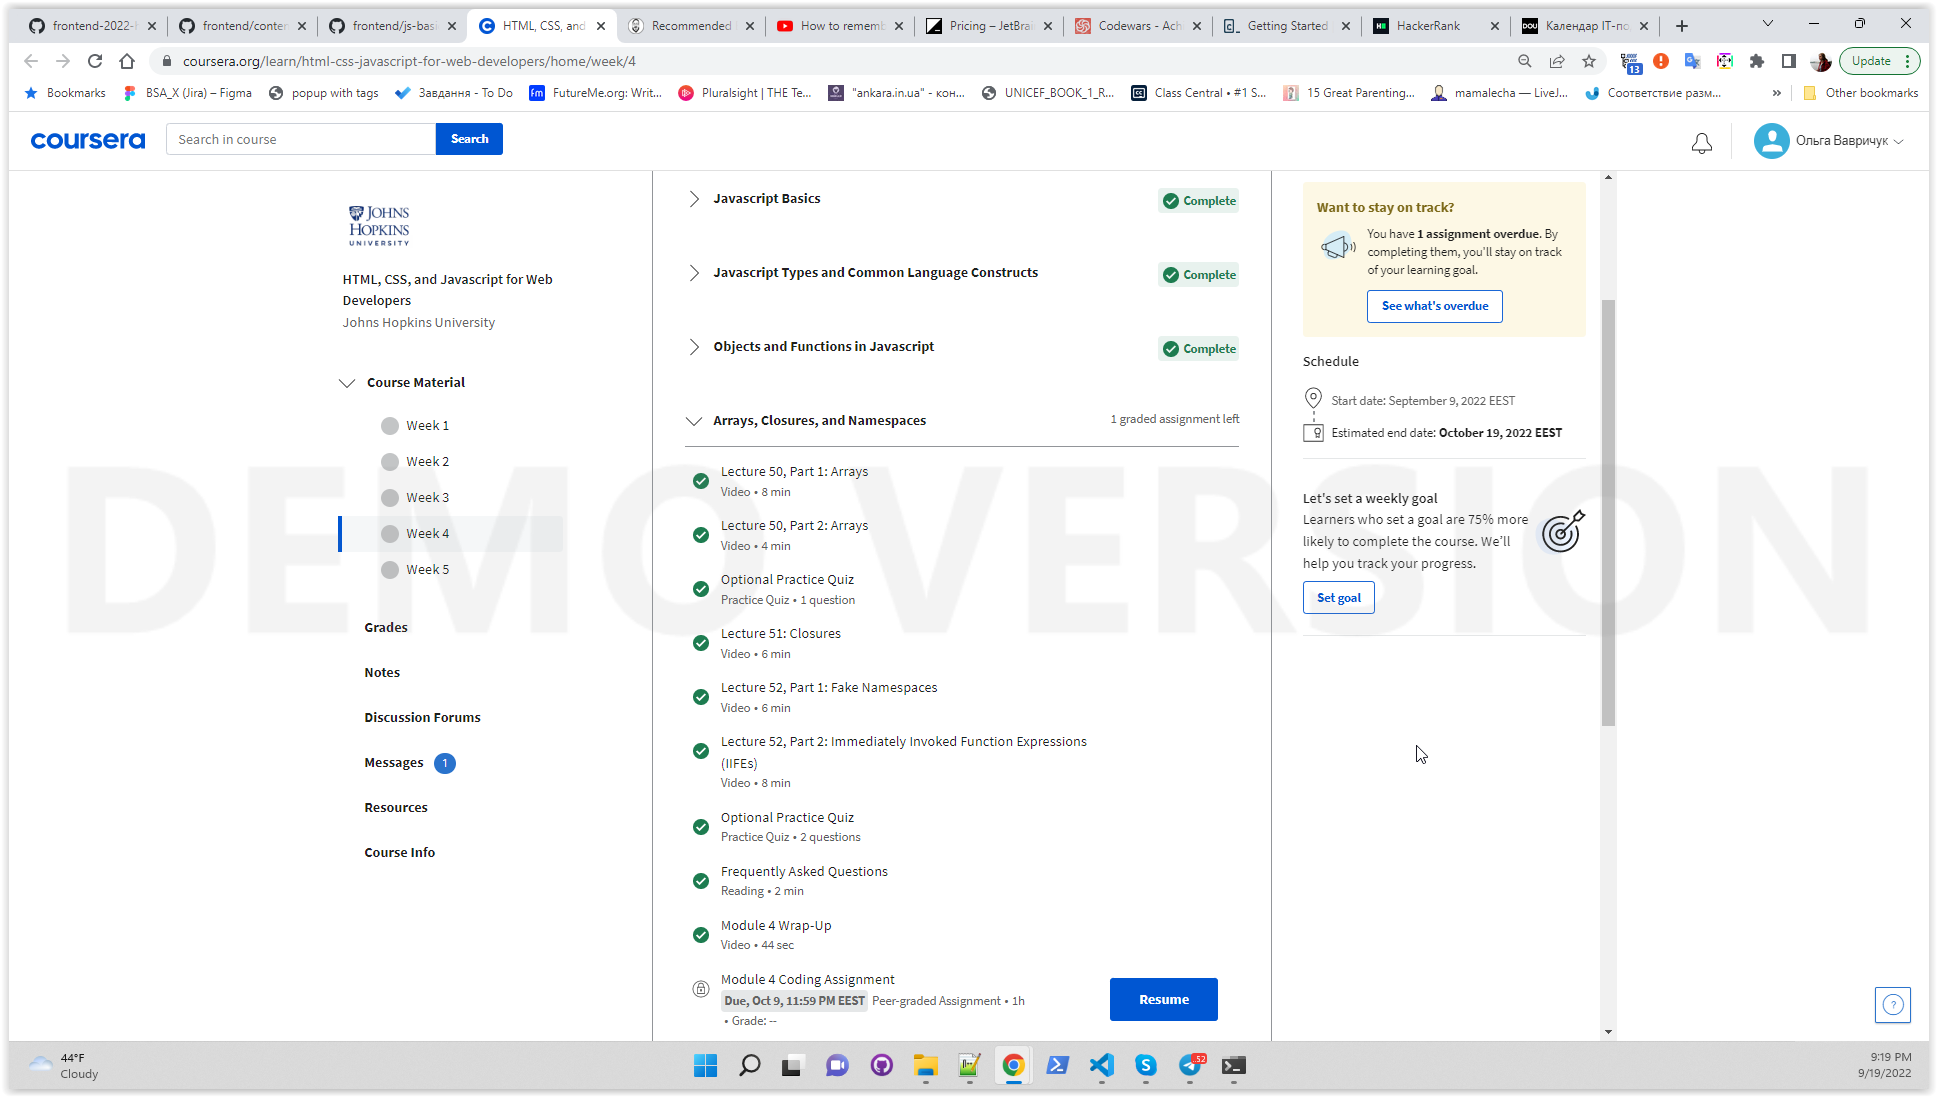 frontend-2022-h
frontend/conten
frontend/js-basi
HTML, CSS, and
Recommended
How to rememb
Pricing – JetBrai
Codewars - Ach
Getting Started
HackerRank
Календар ІТ-по
coursera.org/learn/html-css-javascript-for-web-developers/home/week/4
13
Update
Bookmarks
BSA_X (Jira) – Figma
popup with tags
Завдання - To Do
FutureMe.org: Writ...
Pluralsight | THE Te...
"ankara.in.ua" - кон...
UNICEF_BOOK_1_R...
Class Central • #1 S...
15 Great Parenting...
mamalecha — LiveJ...
Соответствие разм...
»
Other bookmarks
coursera
Search in course
Search
Ольга Вавричук
JOHNS
HOPKINS
UNIVERSITY
HTML, CSS, and Javascript for Web
Developers
Johns Hopkins University
Course Material
Week 1
Week 2
Week 3
Week 4
Week 5
Grades
Notes
Discussion Forums
Messages 1
Resources
Course Info
Javascript Basics
Complete
Javascript Types and Common Language Constructs
Complete
Objects and Functions in Javascript
Complete
Arrays, Closures, and Namespaces
1 graded assignment left
Lecture 50, Part 1: Arrays
Video • 8 min
Lecture 50, Part 2: Arrays
Video • 4 min
Optional Practice Quiz
Practice Quiz • 1 question
Lecture 51: Closures
Video • 6 min
Lecture 52, Part 1: Fake Namespaces
Video • 6 min
Lecture 52, Part 2: Immediately Invoked Function Expressions
(IIFEs)
Video • 8 min
Optional Practice Quiz
Practice Quiz • 2 questions
Frequently Asked Questions
Reading • 2 min
Module 4 Wrap-Up
Video • 44 sec
Module 4 Coding Assignment
Due, Oct 9, 11:59 PM EEST Peer-graded Assignment • 1h
• Grade: --
Resume
Want to stay on track?
You have 1 assignment overdue. By
completing them, you'll stay on track
of your learning goal.
See what's overdue
Schedule
Start date: September 9, 2022 EEST
Estimated end date: October 19, 2022 EEST
Let's set a weekly goal
Learners who set a goal are 75% more
likely to complete the course. We'll
help you track your progress.
Set goal
DEMO VERSION
?
44°F
Cloudy
52
9:19 PM
9/19/2022